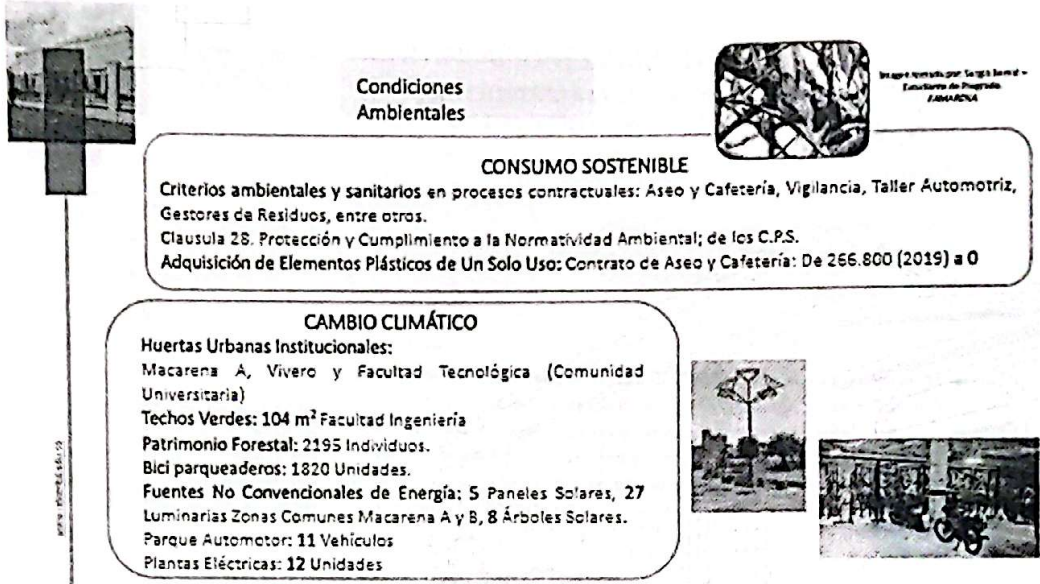 Condiciones
Ambientales
CONSUMO SOSTENIBLE
Criterios ambientales y sanitarios en procesos contractuales: Aseo y Cafetería, Vigilancia, Taller Automotriz,
Gestores de Residuos, entre otros.
Clausula 28. Protección y Cumplimiento a la Normatividad Ambiental; de los C.P.S.
Adquisición de Elementos Plásticos de Un Solo Uso: Contrato de Aseo y Cafetería: De 266.800 (2019) a 0
CAMBIO CLIMÁTICO
Huertas Urbanas Institucionales:
Macarena A, Vivero y Facultad Tecnológica (Comunidad
Universitaria)
Techos Verdes: 104 m² Facultad Ingeniería
Patrimonio Forestal: 2195 Individuos.
Bici parqueaderos: 1820 Unidades.
Fuentes No Convencionales de Energía: 5 Paneles Solares, 27
Luminarias Zonas Comunes Macarena A y B, 8 Árboles Solares.
Parque Automotor: 11 Vehículos
Plantas Eléctricas: 12 Unidades